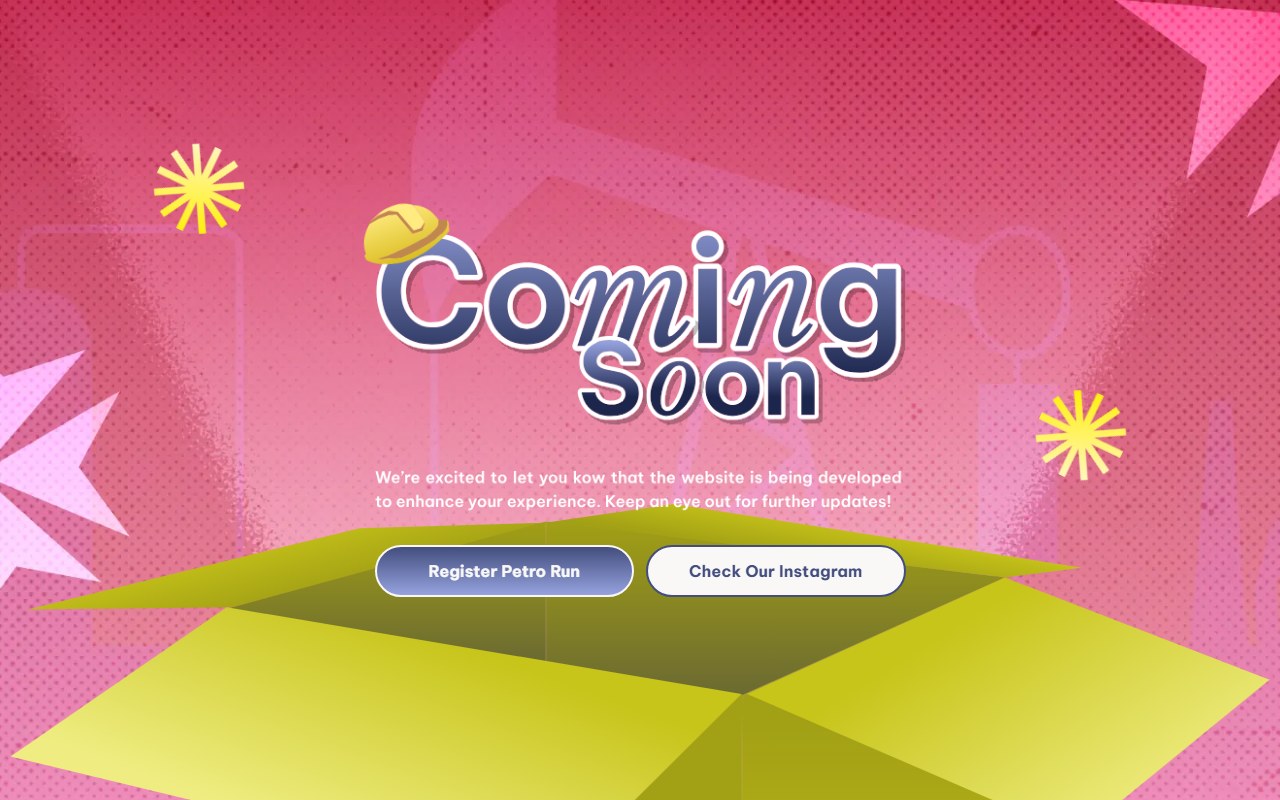 Coming
Soon
We're excited to let you kow that the website is being developed
to enhance your experience. Keep an eye out for further updates!
Register Petro Run
Check Our Instagram